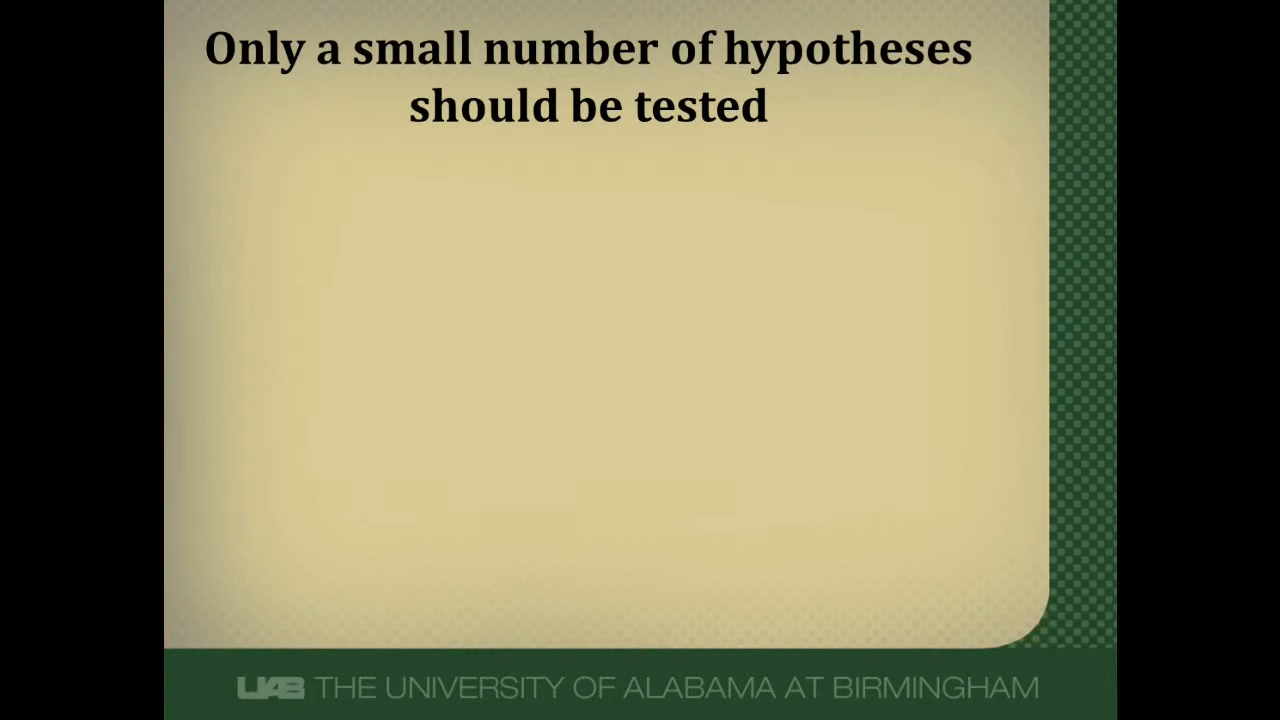 Only a small number of hypotheses
should be tested
UAB THE UNIVERSITY OF ALABAMA AT BIRMINGHAM